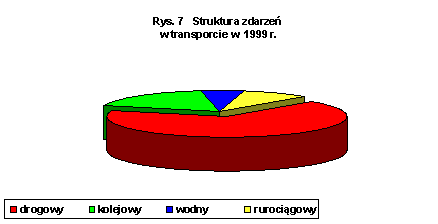 Rys. 7 Struktura zdarzeń
w transporcie w 1999 r.
drogowy kolejowy wodny rurociągowy